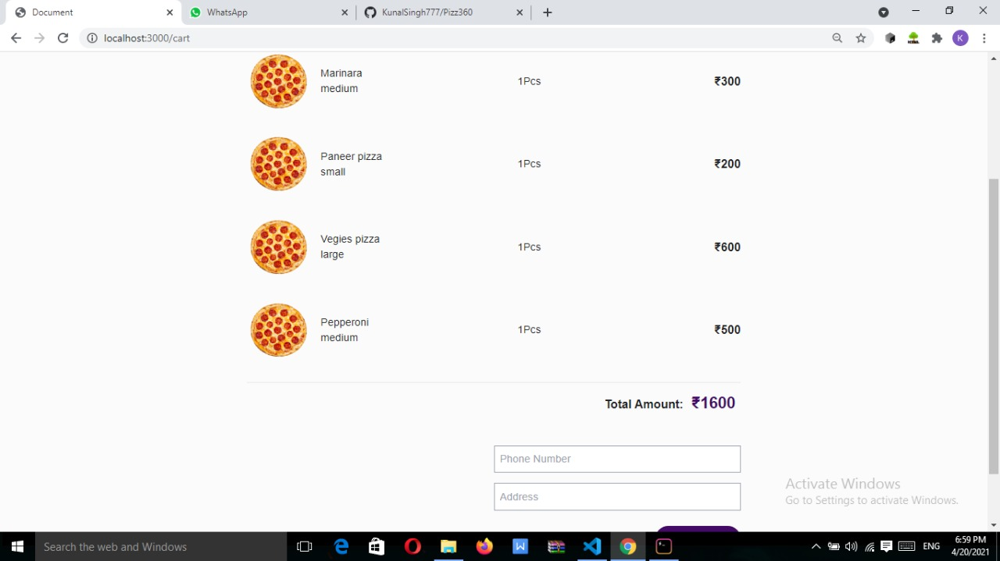 Document
WhatsApp
KunalSingh777/Pizz360
localhost:3000/cart
K
Marinara
medium
1Pcs
₹300
Paneer pizza
small
1Pcs
₹200
Vegies pizza
large
1Pcs
₹600
Pepperoni
medium
1Pcs
₹500
Total Amount: ₹1600
Phone Number
Address
Activate Windows
Go to Settings to activate Windows.
Search the web and Windows
ENG
6:59 PM
4/20/2021